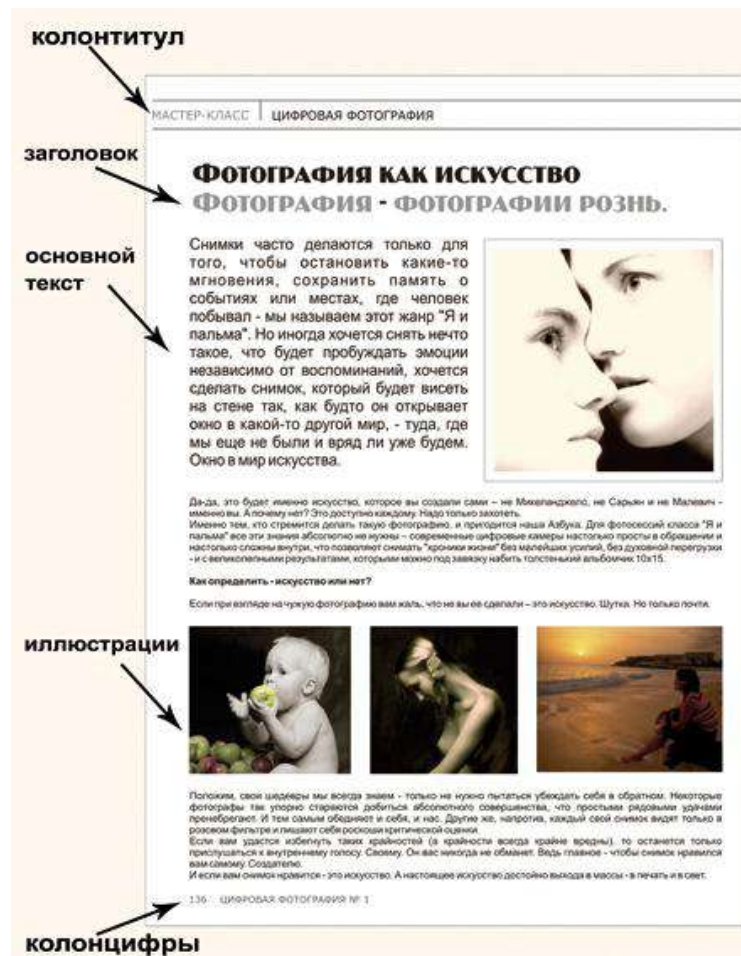 колонтитул
МАСТЕР-КЛАСС ЦИФРОВАЯ ФОТОГРАФИЯ
заголовок
ФОТОГРАФИЯ КАК ИСКУССТВО
ФОТОГРАФИЯ - ФОТОГРАФИИ РОЗНЬ.
основной
текст
Снимки часто делаются только для
того, чтобы остановить какие-то
мгновения, сохранить память о
событиях или местах, где человек
побывал - мы называем этот жанр "Я и
пальма". Но иногда хочется снять нечто
такое, что будет пробуждать эмоции
независимо от воспоминаний, хочется
сделать снимок, который будет висеть
на стене так, как будто он открывает
окно в какой-то другой мир, - туда, где
мы еще не были и вряд ли уже будем.
Окно в мир искусства.
Да-да, это будет именно искусство, которое вы создали сами – не Микеланджело, не Сарьян и не Малевич -
именно вы. А почему нет? Это доступно каждому. Надо только захотеть.
Именно тем, кто стремится делать такую фотографию, и пригодится наша Азбука. Для фотосессий класса "Я и
пальма" все эти знания абсолютно не нужны – современные цифровые камеры настолько просты в обращении и
настолько сложны внутри, что позволяют снимать "хроники жизни" без малейших усилий, без духовной перегрузки
- и с великолепными результатами, которыми можно под завязку набить толстенький альбомчик 10х15.
Как определить - искусство или нет?
Если при взгляде на чужую фотографию вам жаль, что не вы ее сделали – это искусство. Шутка. Но только почти.
иллюстрации
Положим, свои шедевры мы всегда знаем - только не нужно пытаться убеждать себя в обратном. Некоторые
фотографы так упорно стараются добиться абсолютного совершенства, что простыми рядовыми удачами
пренебрегают. И тем самым обедняют и себя, и нас. Другие же, напротив, каждый свой снимок видят только в
розовом фильтре и лишают себя роскоши критической оценки.
Если вам удастся избегнуть таких крайностей (а крайности всегда крайне вредны), то останется только
прислушаться к внутреннему голосу. Своему. Он вас никогда не обманет. Ведь главное - чтобы снимок нравился
вам самому. Создателю.
И если вам снимок нравится - это искусство. А настоящее искусство достойно выхода в массы - в печать и в свет.
136 ЦИФРОВАЯ ФОТОГРАФИЯ № 1
колонцифры